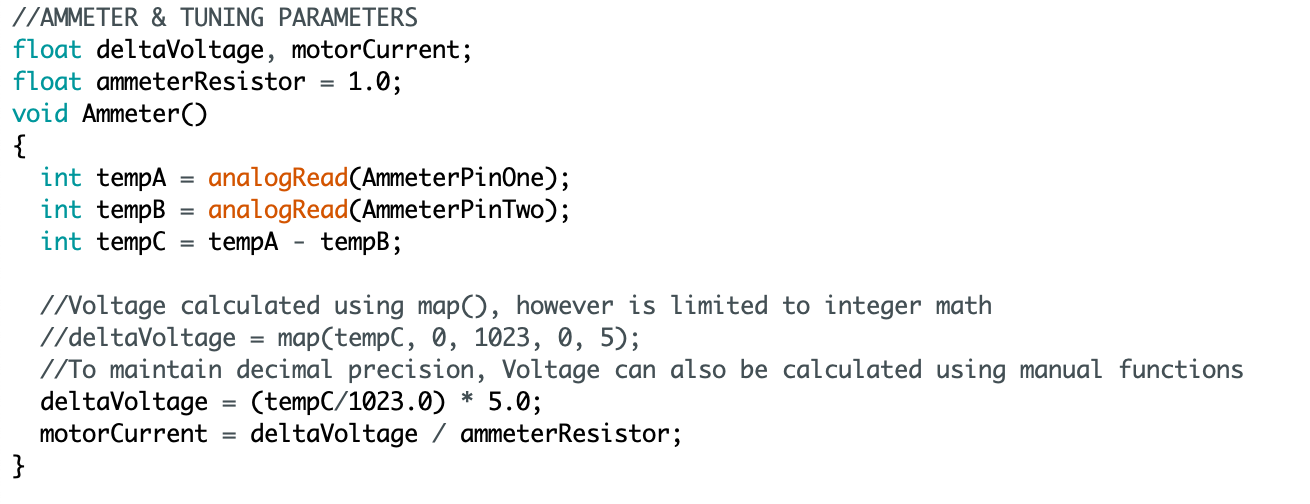 //AMMETER & TUNING PARAMETERS
float deltaVoltage, motorCurrent;
float ammeterResistor = 1.0;
void Ammeter()
{
  int tempA = analogRead(AmmeterPinOne);
  int tempB = analogRead(AmmeterPinTwo);
  int tempC = tempA - tempB;

  //Voltage calculated using map(), however is limited to integer math
  //deltaVoltage = map(tempC, 0, 1023, 0, 5);
  //To maintain decimal precision, Voltage can also be calculated using manual functions
  deltaVoltage = (tempC/1023.0) * 5.0;
  motorCurrent = deltaVoltage / ammeterResistor;
}